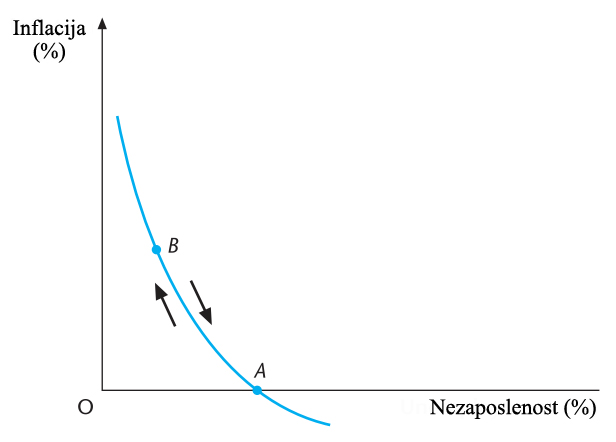 Inflacija
(%)
B
A
O
Nezaposlenost (%)